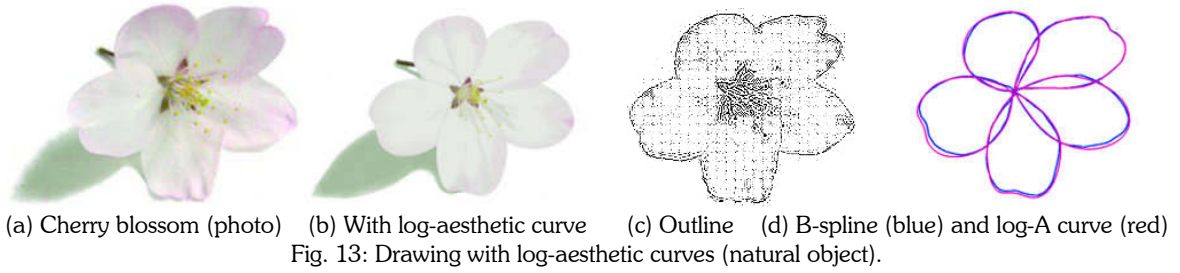 (a) Cherry blossom (photo) (b) With log-aesthetic curve (c) Outline (d) B-spline (blue) and log-A curve (red)
Fig. 13: Drawing with log-aesthetic curves (natural object).